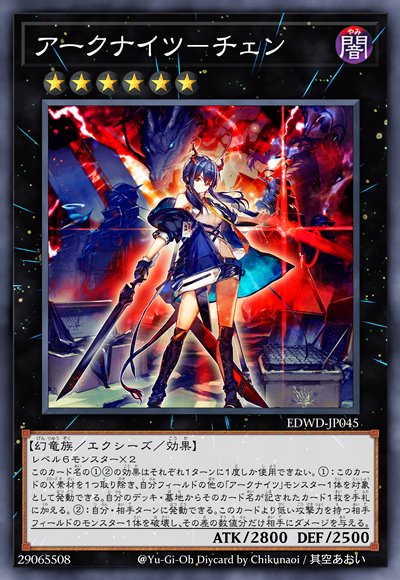 アークナイツーチェン
闇
やみ
EDWD-JP045
【幻竜族／エクシーズ／効果】
レベル６モンスター×２
このカード名の①②の効果はそれぞれ1ターンに1度しか使用できない。①：このカー
ドのX素材を1つ取り除き、自分フィールドの他の「アークナイツ」モンスター1体を対象
として発動できる。自分のデッキ・墓地からそのカード名が記されたカード1枚を手札
に加える。②：自分・相手ターンに発動できる。このカードより低い攻撃力を持つ相手
フィールドのモンスター1体を破壊し、その差の数値分だけ相手にダメージを与える。
ATK/2800 DEF/2500
29065508
@Yu-Gi-Oh Diycard by Chikunaoi / 其空あおい